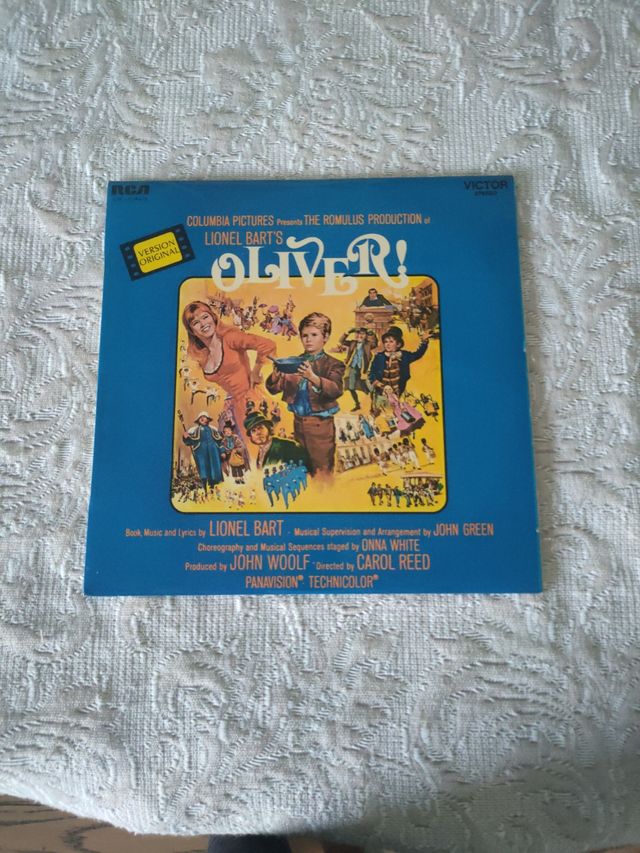 RCA
VICTOR
STEREO
COLUMBIA PICTURES Presents THE ROMULUS PRODUCTION of
LIONEL BART'S
OLIVER!
VERSION
ORIGINAL
Book, Music and Lyrics by LIONEL BART - Musical Supervision and Arrangement by JOHN GREEN
Choreography and Musical Sequences staged by ONNA WHITE
Produced by JOHN WOOLF - Directed by CAROL REED
PANAVISION® TECHNICOLOR®